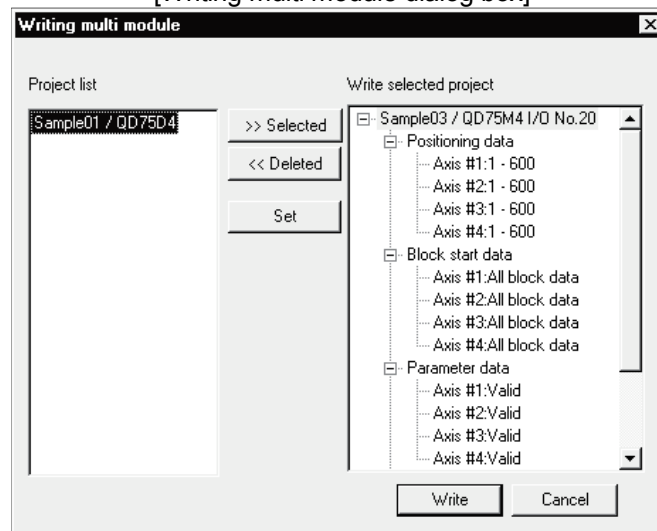 [Writing multi module dialog box]
Writing multi module
Project list
Sample01 / QD75D4
>> Selected
<< Deleted
Set
Write selected project
Sample03 / QD75M4 I/O No.20
Positioning data
Axis #1:1 - 600
Axis #2:1 - 600
Axis #3:1 - 600
Axis #4:1 - 600
Block start data
Axis #1:All block data
Axis #2:All block data
Axis #3:All block data
Axis #4:All block data
Parameter data
Axis #1:Valid
Axis #2:Valid
Axis #3:Valid
Axis #4:Valid
Write
Cancel